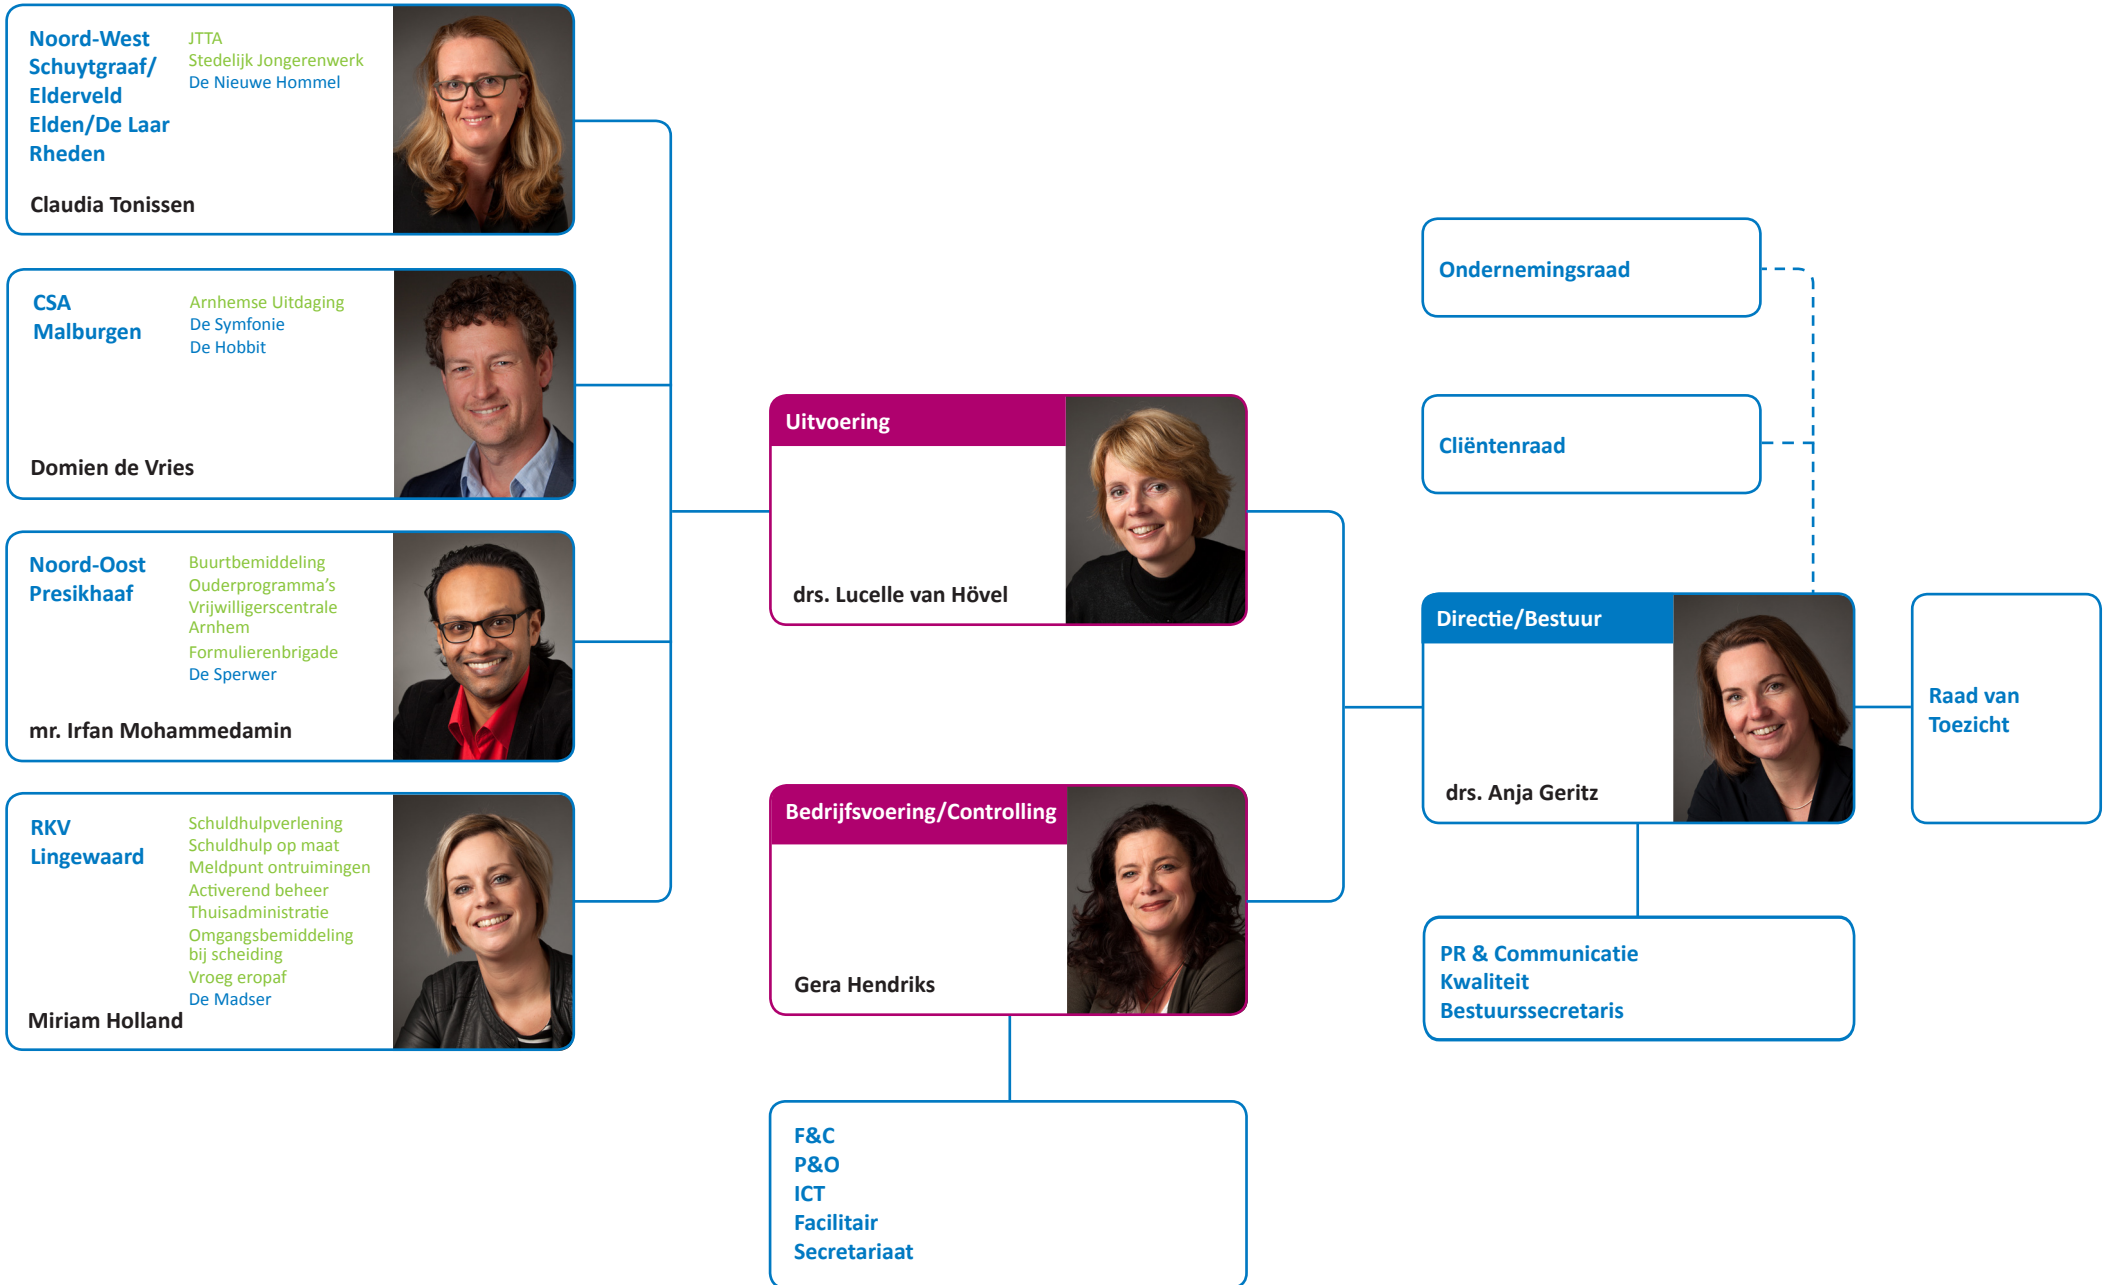 Noord-West
Schuytgraaf/
Elderveld
Elden/De Laar
Rheden
JTTA
Stedelijk Jongerenwerk
De Nieuwe Hommel
Claudia Tonissen
CSA
Malburgen
Arnhemse Uitdaging
De Symfonie
De Hobbit
Domien de Vries
Noord-Oost
Presikhaaf
Buurtbemiddeling
Ouderprogramma's
Vrijwilligerscentrale
Arnhem
Formulierenbrigade
De Sperwer
mr. Irfan Mohammedamin
RKV
Lingewaard
Schuldhulpverlening
Schuldhulp op maat
Meldpunt ontruimingen
Activerend beheer
Thuisadministratie
Omgangsbemiddeling
bij scheiding
Vroeg eropaf
De Madser
Miriam Holland
Uitvoering
drs. Lucelle van Hövel
Bedrijfsvoering/Controlling
Gera Hendriks
F&C
P&O
ICT
Facilitair
Secretariaat
Ondernemingsraad
Cliëntenraad
Directie/Bestuur
drs. Anja Geritz
PR & Communicatie
Kwaliteit
Bestuurssecretaris
Raad van
Toezicht